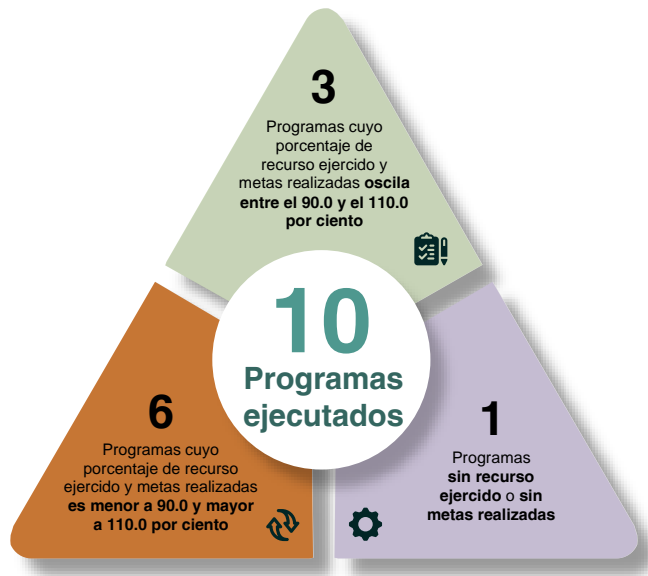 3
Programas cuyo
porcentaje de
recurso ejercido y
metas realizadas oscila
entre el 90.0 y el 110.0
por ciento
10
Programas
ejecutados
6
Programas cuyo
porcentaje de recurso
ejercido y metas realizadas
es menor a 90.0 y mayor
a 110.0 por ciento
1
Programas
sin recurso
ejercido o sin
metas realizadas